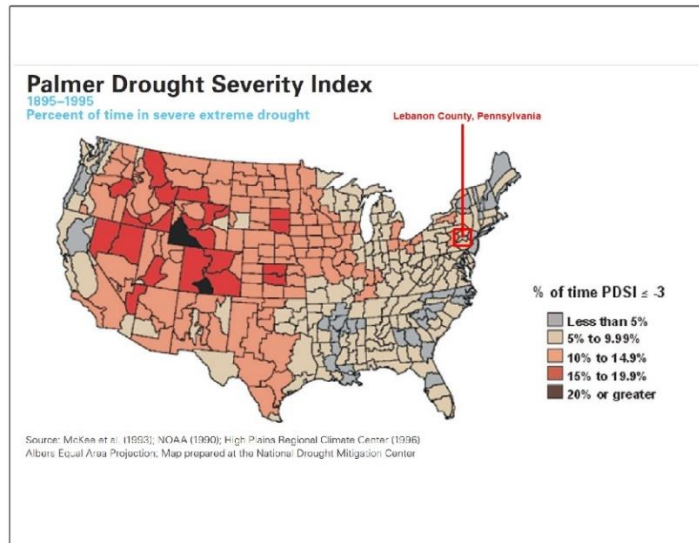 Palmer Drought Severity Index
1895–1995
Perceent of time in severe extreme drought
Lebanon County, Pennsylvania
% of time PDSI ≤ -3
Less than 5%
5% to 9.99%
10% to 14.9%
15% to 19.9%
20% or greater
Source: McKee et al. (1993); NOAA (1990); High Plains Regional Climate Center (1996)
Albers Equal Area Projection; Map prepared at the National Drought Mitigation Center